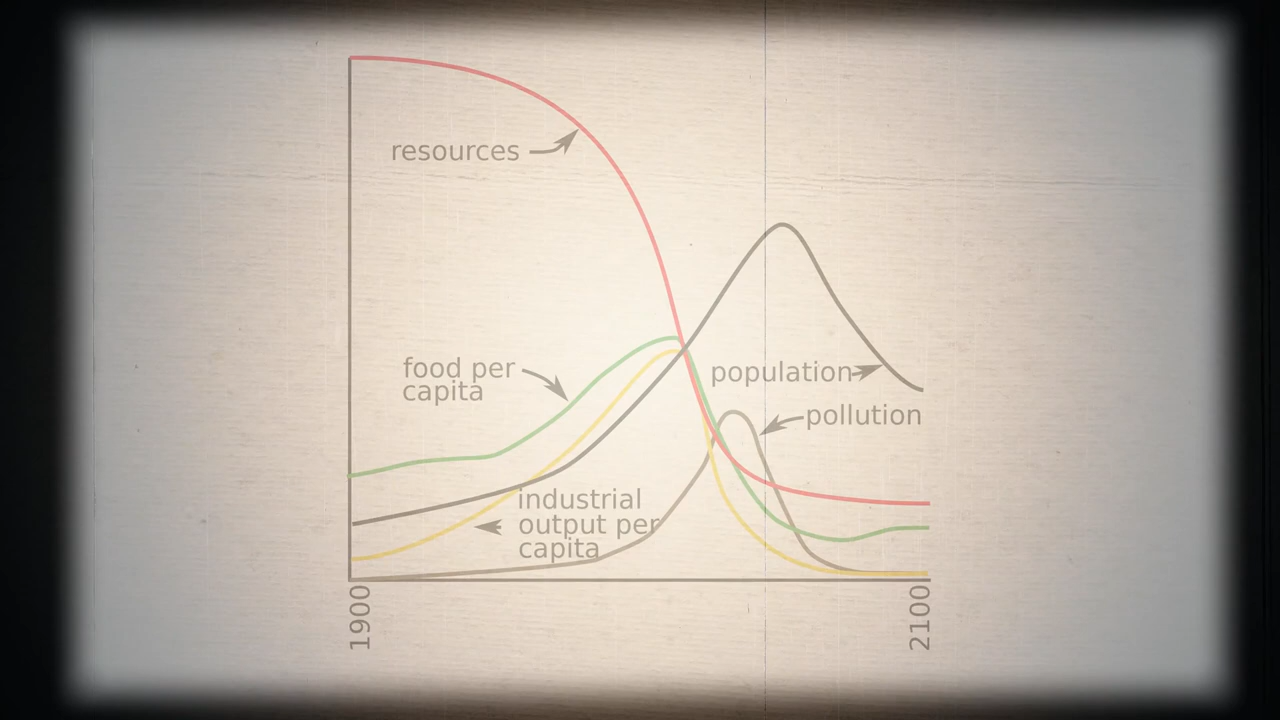 resources
food per
capita
population
pollution
industrial
output per
capita
1900
2100